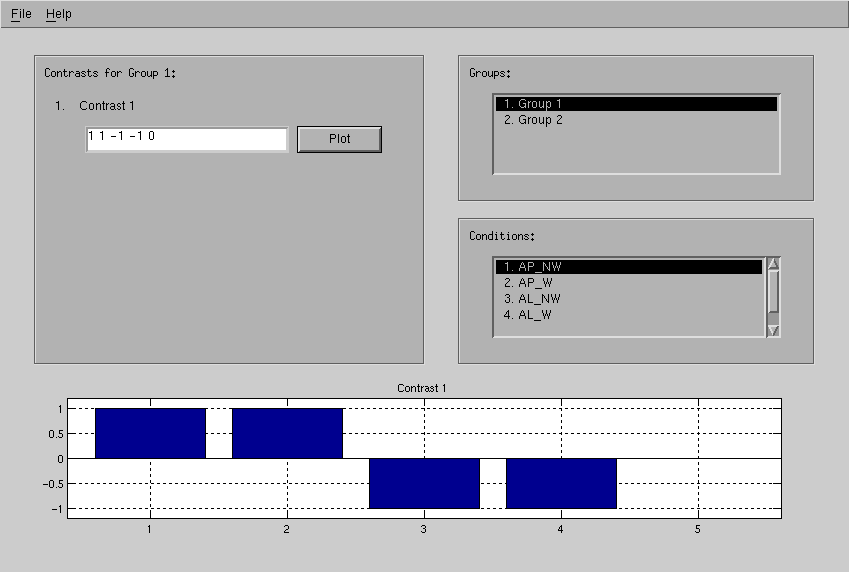 File Help
Contrasts for Group 1:
1. Contrast 1
1 1 -1 -1 0
Plot
Groups:
1. Group 1
2. Group 2
Conditions:
1. AP_NW
2. AP_W
3. AL_NW
4. AL_W
Contrast 1
1
0.5
0
-0.5
-1
1 2 3 4 5